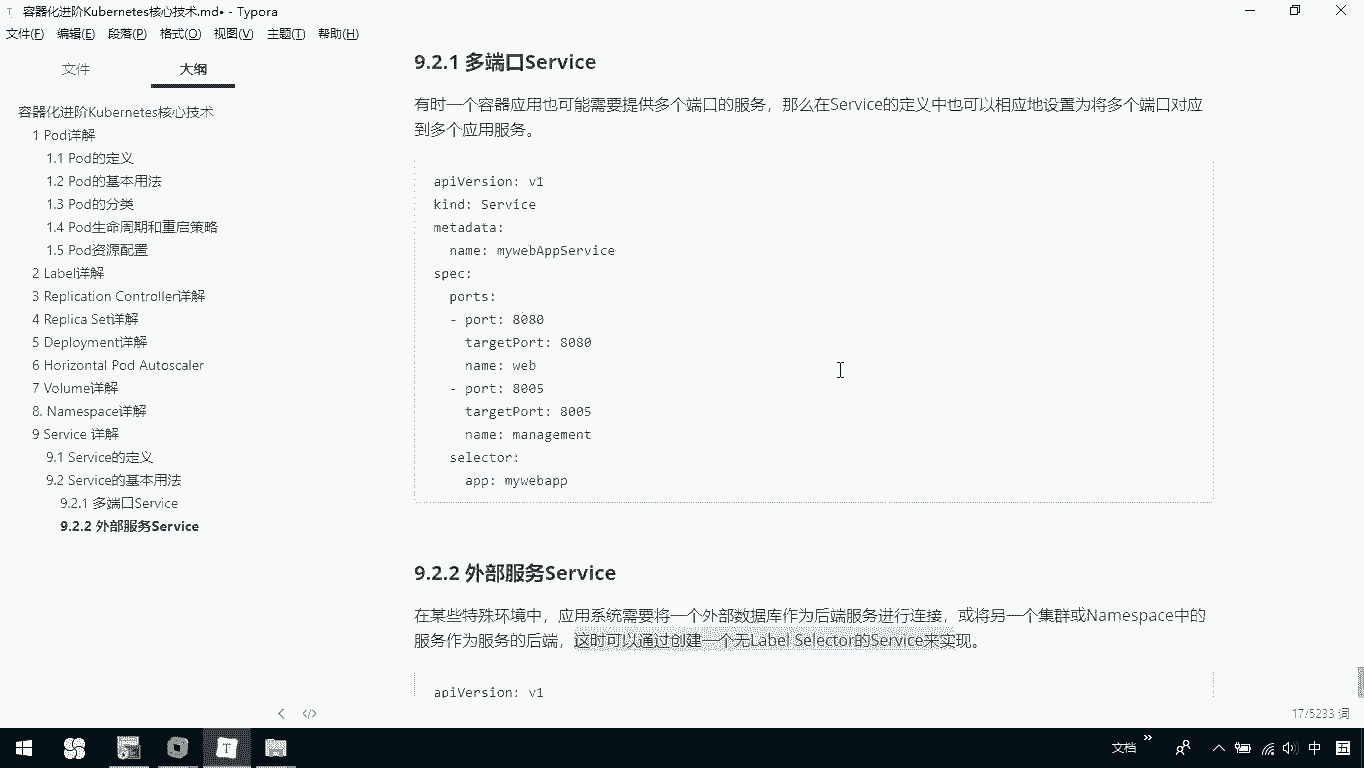 容器化进阶Kubernetes核心技术.md• - Typora
文件(F) 编辑(E) 段落(P) 格式(O) 视图(V) 主题(T) 帮助(H)
文件 大纲
容器化进阶Kubernetes核心技术
1 Pod详解
1.1 Pod的定义
1.2 Pod的基本用法
1.3 Pod的分类
1.4 Pod生命周期和重启策略
1.5 Pod资源配置
2 Label详解
3 Replication Controller详解
4 Replica Set详解
5 Deployment详解
6 Horizontal Pod Autoscaler
7 Volume详解
8. Namespace详解
9 Service 详解
9.1 Service的定义
9.2 Service的基本用法
9.2.1 多端口Service
9.2.2 外部服务Service
9.2.1 多端口Service
有时一个容器应用也可能需要提供多个端口的服务，那么在Service的定义中也可以相应地设置为将多个端口对应
到多个应用服务。
apiVersion: v1
kind: Service
metadata:
  name: mywebAppService
spec:
  ports:
  - port: 8080
    targetPort: 8080
    name: web
  - port: 8005
    targetPort: 8005
    name: management
  selector:
    app: mywebapp
9.2.2 外部服务Service
在某些特殊环境中，应用系统需要将一个外部数据库作为后端服务进行连接，或将另一个集群或Namespace中的
服务作为服务的后端，这时可以通过创建一个无Label Selector的Service来实现。
apiVersion: v1
17/5233 词
文档 中 五